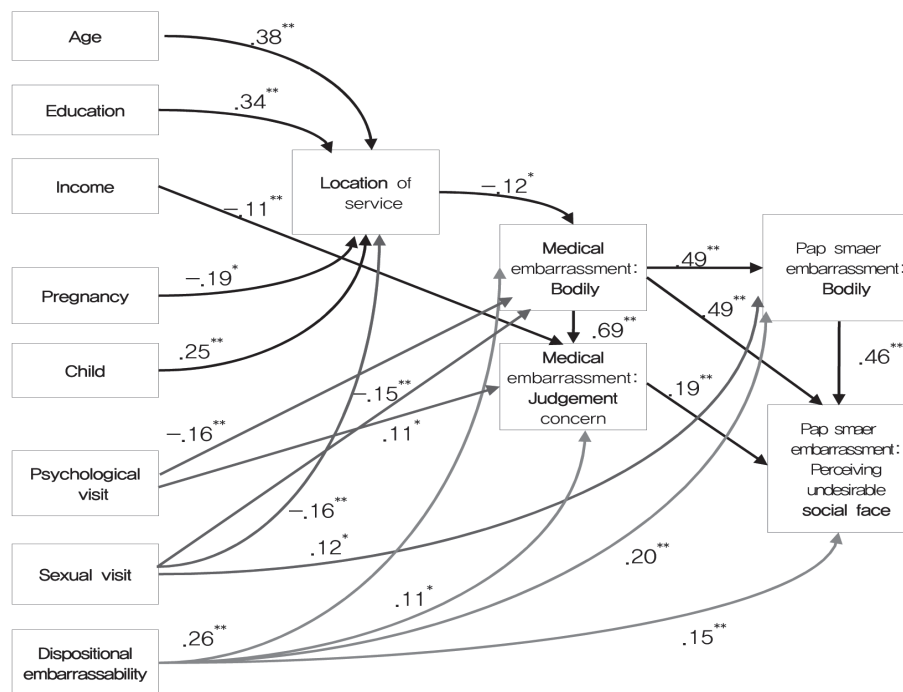 Age
.38**
Education
.34**
Income
Location of
service
-.11**
-.12*
Pregnancy
-.19*
Medical
embarrassment:
Bodily
.49**
Pap smaer
embarrassment:
Bodily
.49**
Child
.25**
.69**
.46**
Medical
embarrassment:
Judgement
concern
.19**
-.15**
-.16**
.11*
Pap smaer
embarrassment:
Perceiving
undesirable
social face
Psychological
visit
-.16**
Sexual visit
.12*
.20**
.11*
.26**
.15**
Dispositional
embarrassability